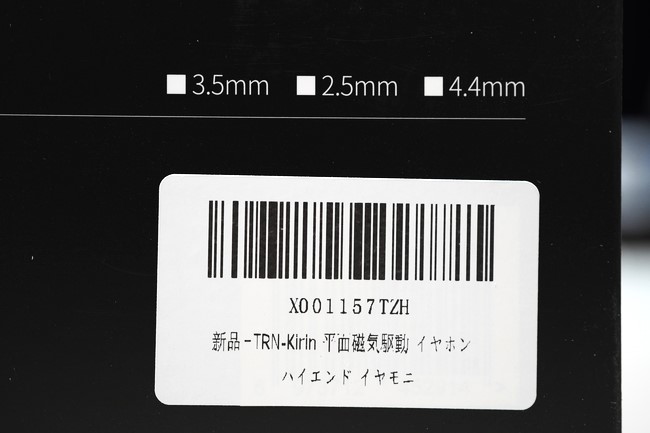 3.5mm 2.5mm 4.4mm
X001157TZH
新品-TRN-Kirin 平面磁気駆動 イヤホン
ハイエンド イヤモニ